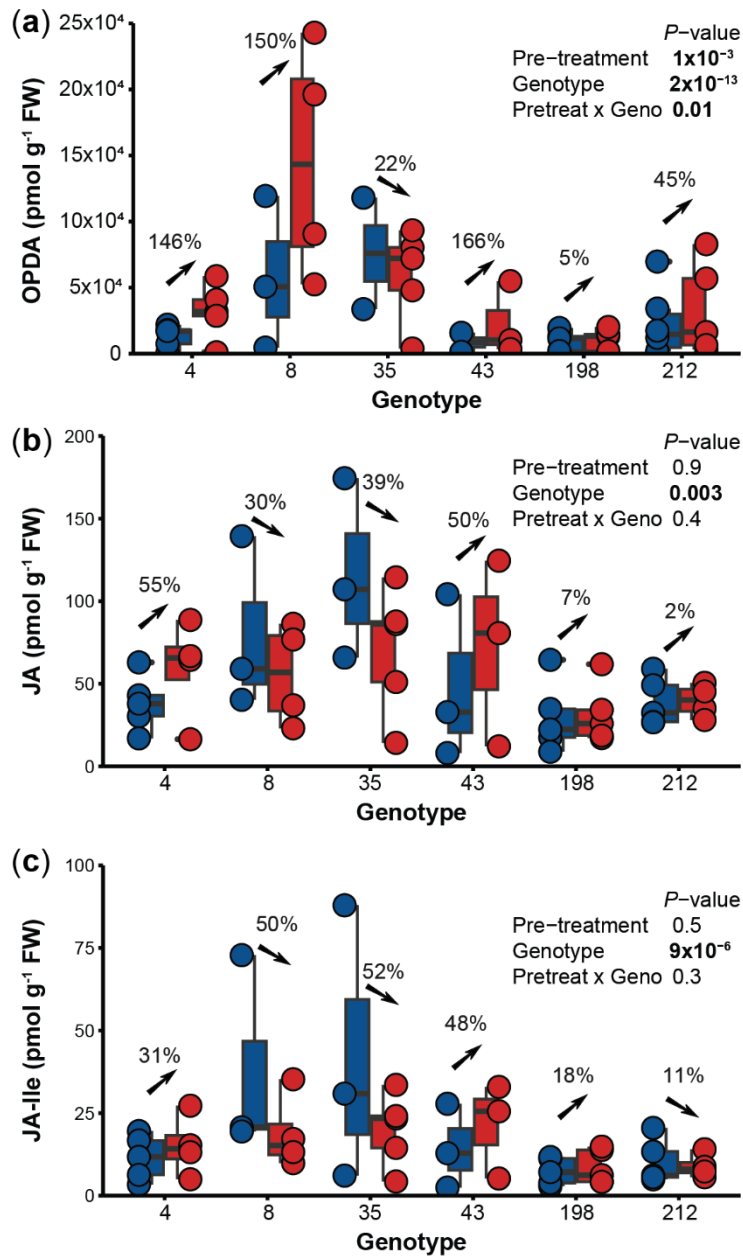 (a)
OPDA (pmol g⁻¹ FW)
25x10⁴
20x10⁴
15x10⁴
10x10⁴
5x10⁴
0
146%
150%
22%
166%
5%
45%
P−value
Pre−treatment 1x10⁻³
Genotype 2x10⁻¹³
Pretreat x Geno 0.01
4 8 35 43 198 212
Genotype
(b)
JA (pmol g⁻¹ FW)
200
150
100
50
0
55%
30%
39%
50%
7%
2%
P−value
Pre−treatment 0.9
Genotype 0.003
Pretreat x Geno 0.4
4 8 35 43 198 212
Genotype
(c)
JA-Ile (pmol g⁻¹ FW)
100
75
50
25
0
31%
50%
52%
48%
18%
11%
P−value
Pre−treatment 0.5
Genotype 9x10⁻⁶
Pretreat x Geno 0.3
4 8 35 43 198 212
Genotype